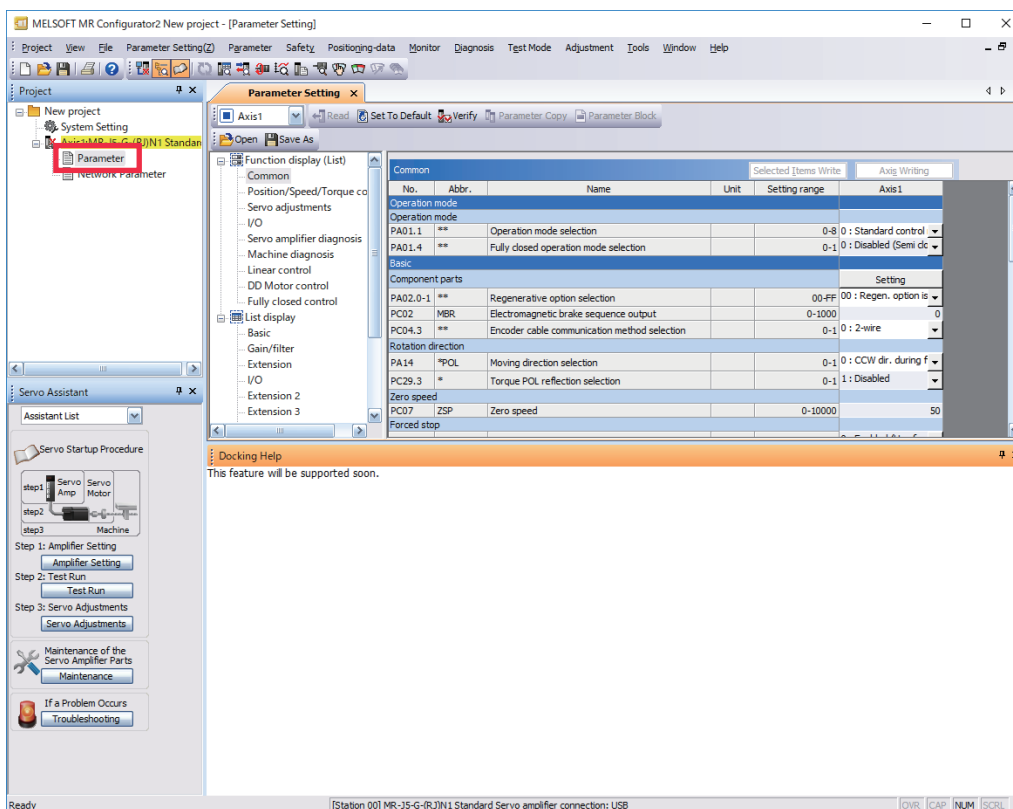 MELSOFT MR Configurator2 New project - [Parameter Setting]
Project View File Parameter Setting(Z) Parameter Safety Positioning-data Monitor Diagnosis Test Mode Adjustment Tools Window Help
Project
New project
System Setting
Axis1:MR-J5-G-(RJ)N1 Standar
Parameter
Network Parameter
Servo Assistant
Assistant List
Servo Startup Procedure
step1
Servo Amp
Servo Motor
step2
step3
Machine
Step 1: Amplifier Setting
Amplifier Setting
Step 2: Test Run
Test Run
Step 3: Servo Adjustments
Servo Adjustments
Maintenance of the
Servo Amplifier Parts
Maintenance
If a Problem Occurs
Troubleshooting
Parameter Setting
Axis1 Read Set To Default Verify Parameter Copy Parameter Block
Open Save As
Function display (List)
Common
Position/Speed/Torque co
Servo adjustments
I/O
Servo amplifier diagnosis
Machine diagnosis
Linear control
DD Motor control
Fully closed control
List display
Basic
Gain/filter
Extension
I/O
Extension 2
Extension 3
Common Selected Items Write Axis Writing
No. Abbr. Name Unit Setting range Axis1
Operation mode
Operation mode
PA01.1 ** Operation mode selection 0-8 0 : Standard control
PA01.4 ** Fully closed operation mode selection 0-1 0 : Disabled (Semi clc
Basic
Component parts Setting
PA02.0-1 ** Regenerative option selection 00-FF 00 : Regen. option is
PC02 MBR Electromagnetic brake sequence output 0-1000 0
PC04.3 ** Encoder cable communication method selection 0-1 0 : 2-wire
Rotation direction
PA14 *POL Moving direction selection 0-1 0 : CCW dir. during f
PC29.3 * Torque POL reflection selection 0-1 1 : Disabled
Zero speed
PC07 ZSP Zero speed 0-10000 50
Forced stop
Docking Help
This feature will be supported soon.
Ready [Station 00] MR-J5-G-(RJ)N1 Standard Servo amplifier connection: USB OVR CAP NUM SCRL